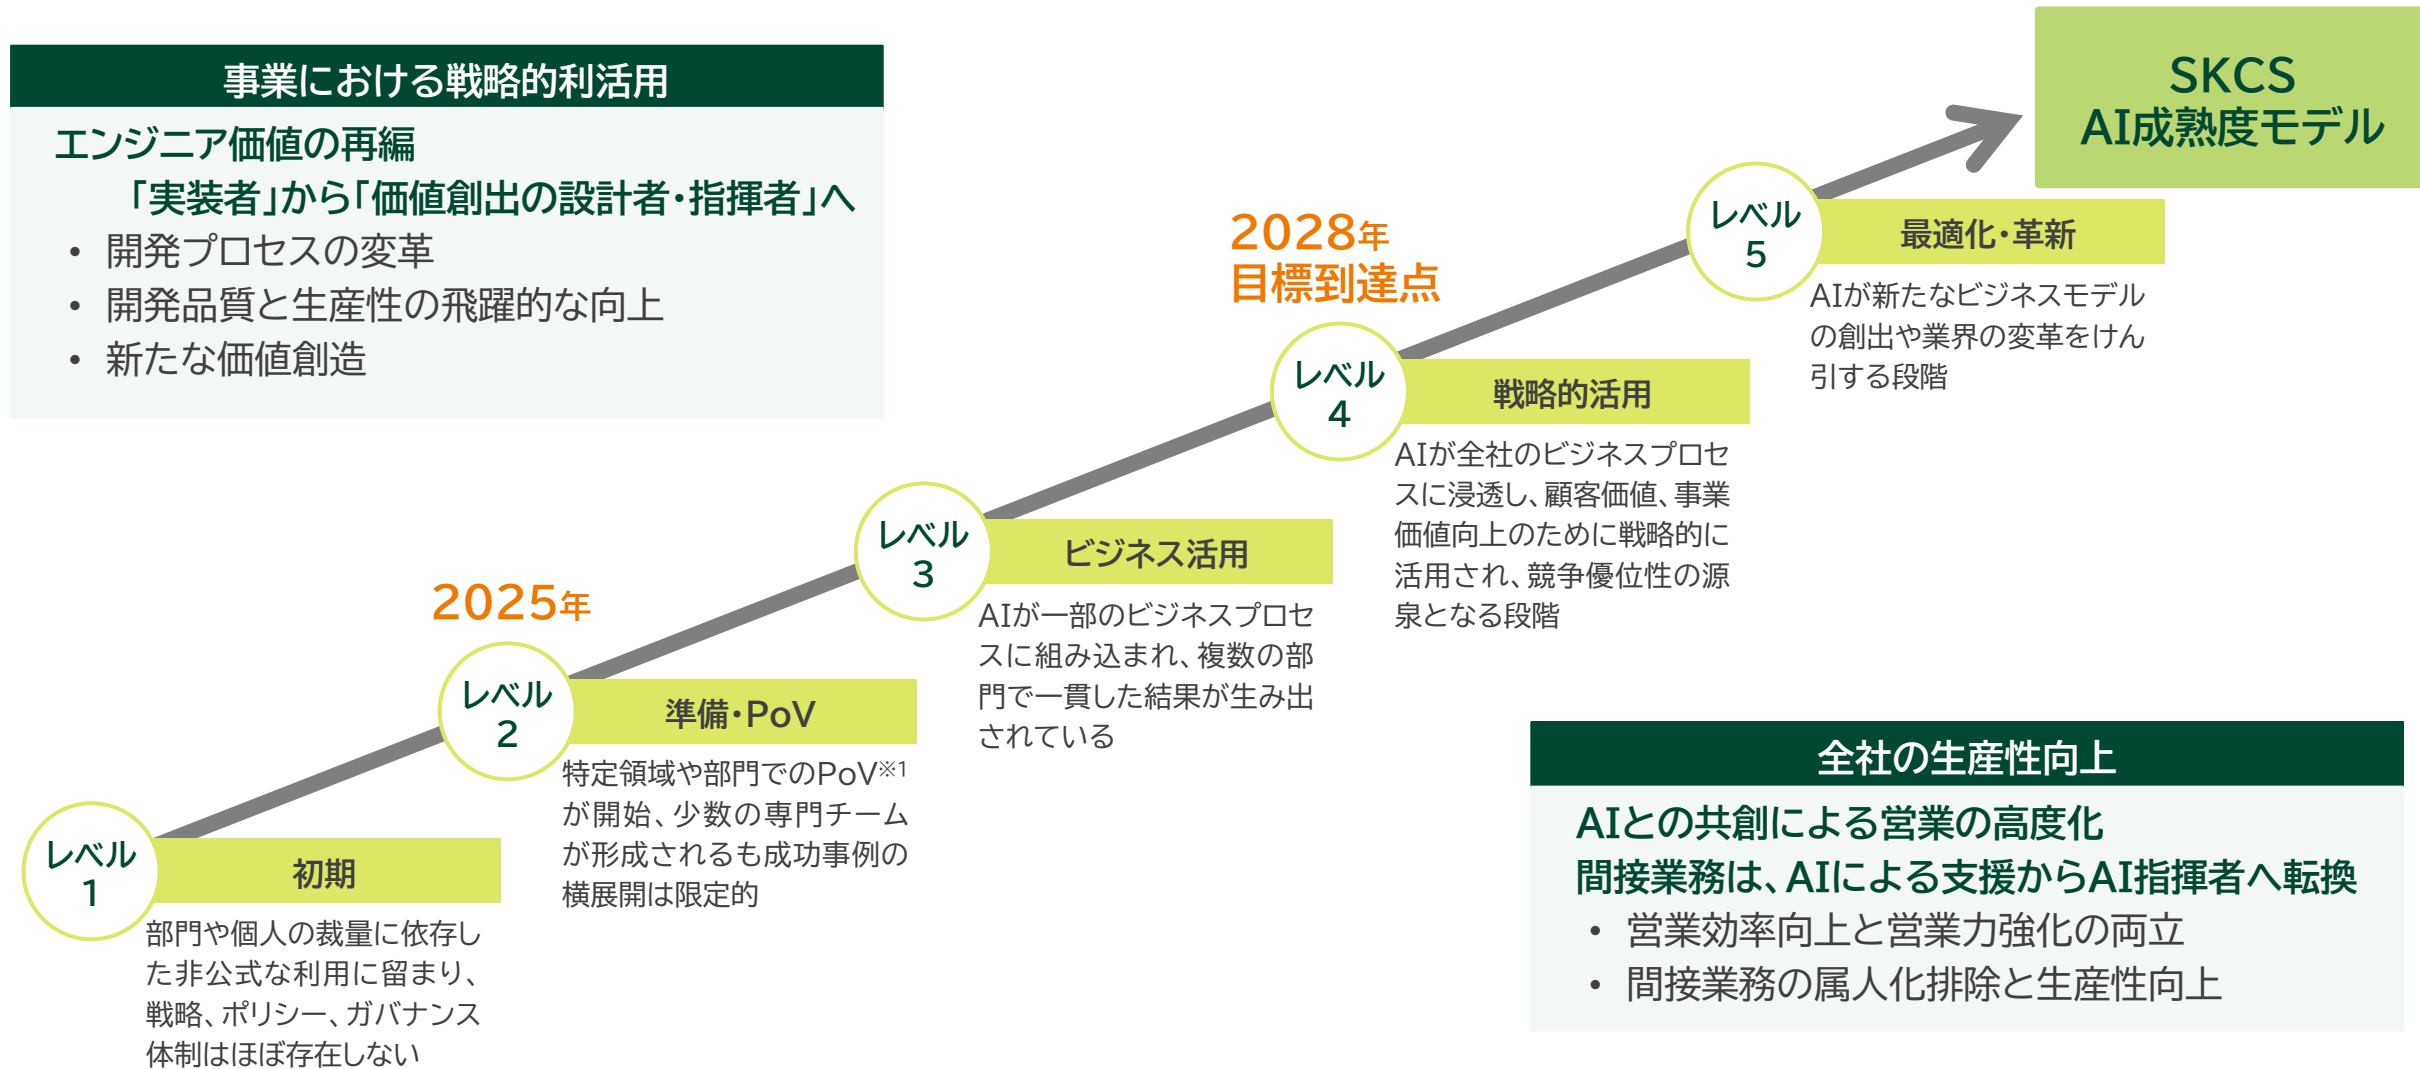 事業における戦略的利活用
エンジニア価値の再編
「実装者」から「価値創出の設計者・指揮者」へ
• 開発プロセスの変革
• 開発品質と生産性の飛躍的な向上
• 新たな価値創造
SKCS
AI成熟度モデル
レベル
5
最適化・革新
AIが新たなビジネスモデル
の創出や業界の変革をけん
引する段階
2028年
目標到達点
レベル
4
戦略的活用
AIが全社のビジネスプロセ
スに浸透し、顧客価値、事業
価値向上のために戦略的に
活用され、競争優位性の源
泉となる段階
レベル
3
ビジネス活用
AIが一部のビジネスプロセ
スに組み込まれ、複数の部
門で一貫した結果が生み出
されている
2025年
レベル
2
準備・PoV
特定領域や部門でのPoV※1
が開始、少数の専門チーム
が形成されるも成功事例の
横展開は限定的
レベル
1
初期
部門や個人の裁量に依存し
た非公式な利用に留まり、
戦略、ポリシー、ガバナンス
体制はほぼ存在しない
全社の生産性向上
AIとの共創による営業の高度化
間接業務は、AIによる支援からAI指揮者へ転換
• 営業効率向上と営業力強化の両立
• 間接業務の属人化排除と生産性向上